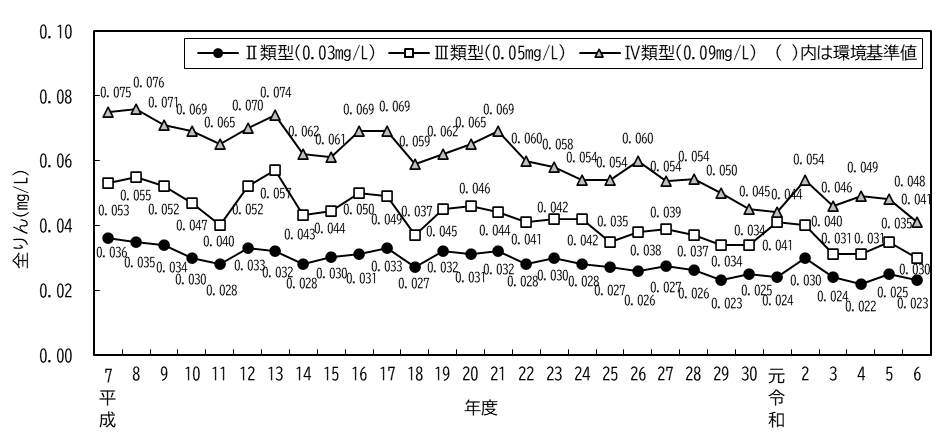 0.10
Ⅱ類型(0.03mg/L) Ⅲ類型(0.05mg/L) Ⅳ類型(0.09mg/L) ( )内は環境基準値
0.08
0.06
0.04
0.02
0.00
全りん(mg/L)
0.075 0.076 0.071 0.069 0.065 0.070 0.074 0.062 0.061 0.069 0.069 0.059 0.062 0.065 0.069 0.060 0.058 0.054 0.054 0.060 0.054 0.054 0.050 0.045 0.044 0.054 0.046 0.049 0.048 0.041
0.053 0.055 0.052 0.047 0.040 0.052 0.057 0.043 0.044 0.050 0.049 0.037 0.045 0.046 0.044 0.041 0.042 0.042 0.035 0.038 0.039 0.037 0.034 0.034 0.041 0.040 0.031 0.031 0.035 0.030
0.036 0.035 0.034 0.030 0.028 0.033 0.032 0.028 0.030 0.031 0.033 0.027 0.032 0.031 0.032 0.028 0.030 0.028 0.027 0.026 0.027 0.026 0.023 0.025 0.024 0.030 0.024 0.022 0.025 0.023
7 8 9 10 11 12 13 14 15 16 17 18 19 20 21 22 23 24 25 26 27 28 29 30 元 2 3 4 5 6
平成
令和
年度